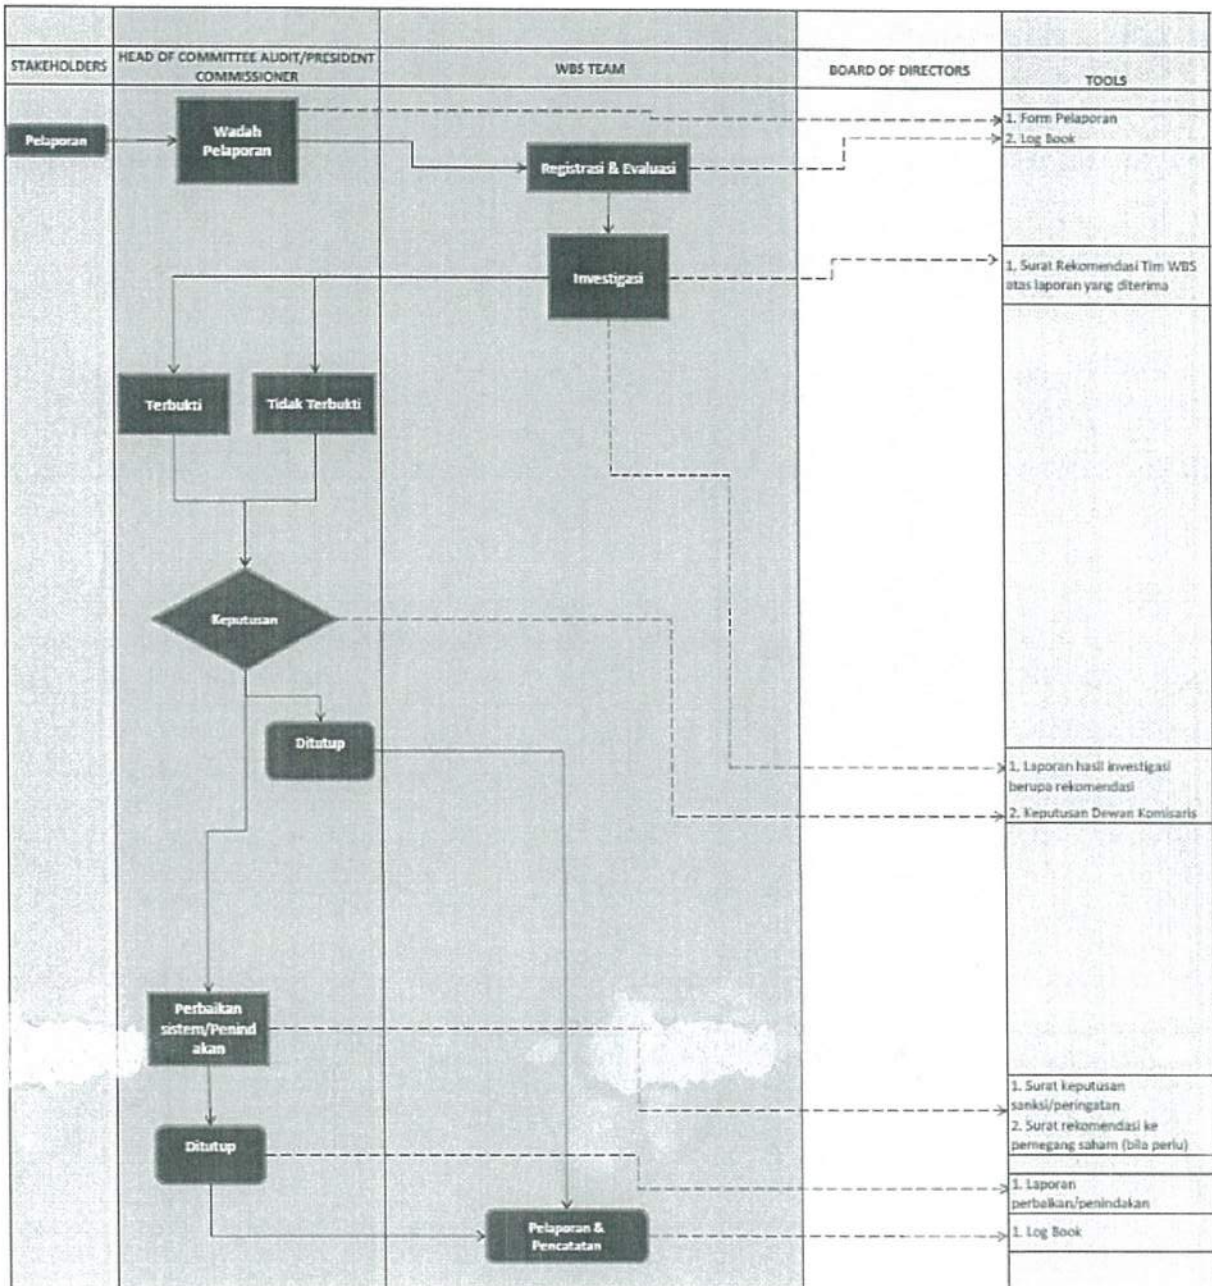 STAKEHOLDERS
HEAD OF COMMITTEE AUDIT/PRESIDENT
COMMISSIONER
WBS TEAM
BOARD OF DIRECTORS
TOOLS
Pelaporan
Wadah
Pelaporan
1. Form Pelaporan
2. Log Book
Registrasi & Evaluasi
Investigasi
1. Surat Rekomendasi Tim WBS
atas laporan yang diterima
Terbukti
Tidak Terbukti
Keputusan
Ditutup
1. Laporan hasil investigasi
berupa rekomendasi
2. Keputusan Dewan Komisaris
Perbaikan
sistem/Penind
akan
1. Surat keputusan
sanksi/peringatan
2. Surat rekomendasi ke
pemegang saham (bila perlu)
Ditutup
1. Laporan
perbaikan/penindakan
Pelaporan &
Pencatatan
1. Log Book